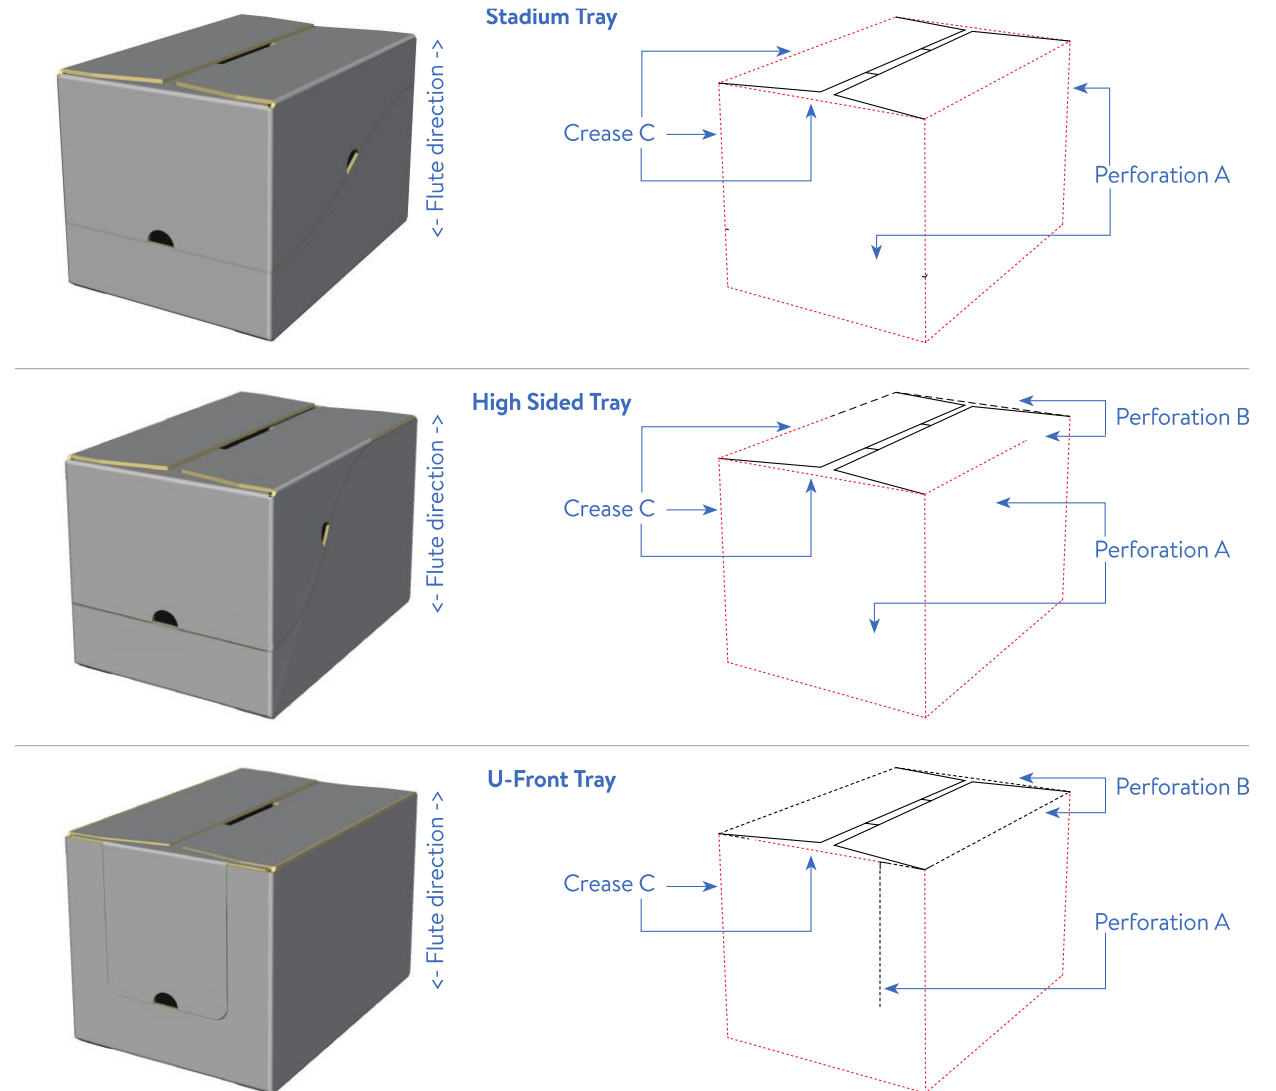 Stadium Tray
<- Flute direction ->
Crease C
Perforation A
High Sided Tray
<- Flute direction ->
Perforation B
Crease C
Perforation A
U-Front Tray
<- Flute direction ->
Perforation B
Crease C
Perforation A